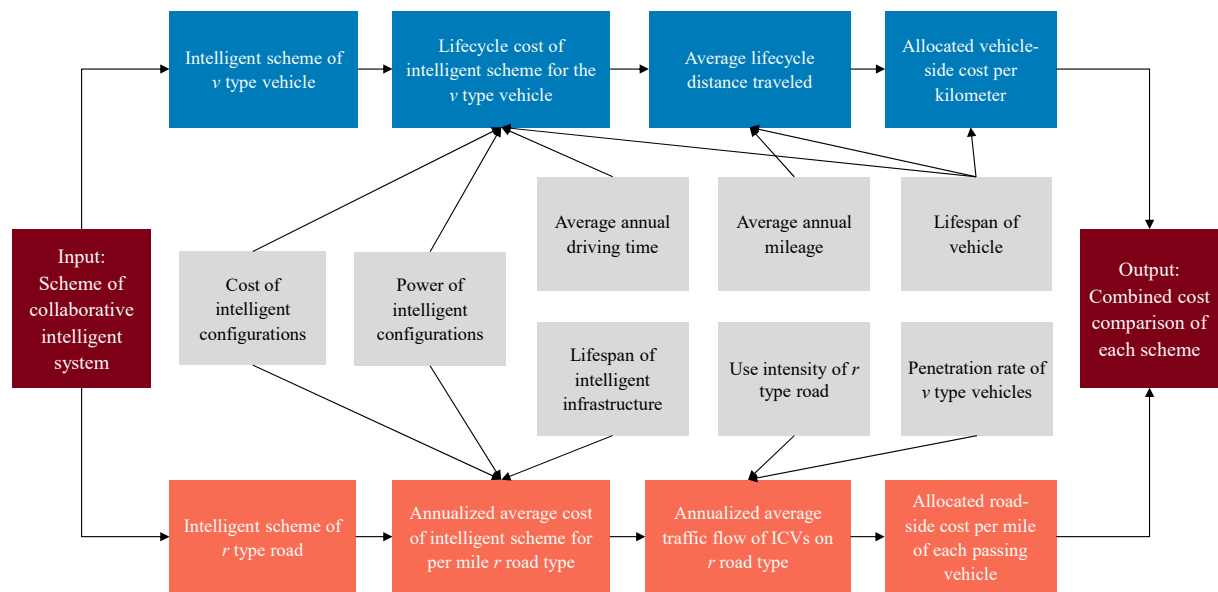 Intelligent scheme of
v type vehicle
Lifecycle cost of
intelligent scheme for the
v type vehicle
Average lifecycle
distance traveled
Allocated vehicle-
side cost per
kilometer
Average annual
driving time
Average annual
mileage
Lifespan of
vehicle
Input:
Scheme of
collaborative
intelligent
system
Cost of
intelligent
configurations
Power of
intelligent
configurations
Output:
Combined cost
comparison of
each scheme
Lifespan of
intelligent
infrastructure
Use intensity of r
type road
Penetration rate of
v type vehicles
Intelligent scheme of
r type road
Annualized average cost
of intelligent scheme for
per mile r road type
Annualized average
traffic flow of ICVs on
r road type
Allocated road-
side cost per mile
of each passing
vehicle